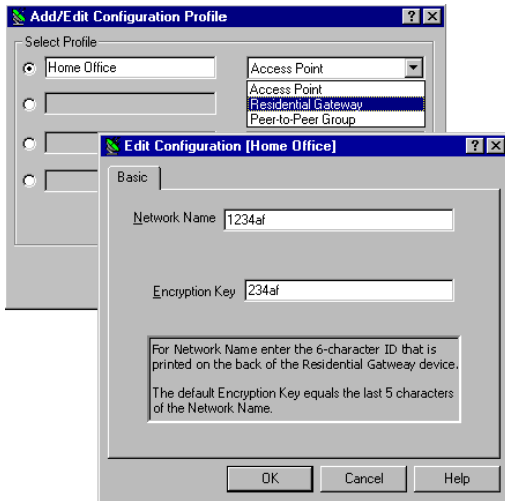 Add/Edit Configuration Profile
Select Profile
Home Office
Access Point
Access Point
Residential Gateway
Peer-to-Peer Group
Edit Configuration [Home Office]
Basic
Network Name 1234af
Encryption Key 234af
For Network Name enter the 6-character ID that is
printed on the back of the Residential Gatweay device.
The default Encryption Key equals the last 5 characters
of the Network Name.
OK Cancel Help